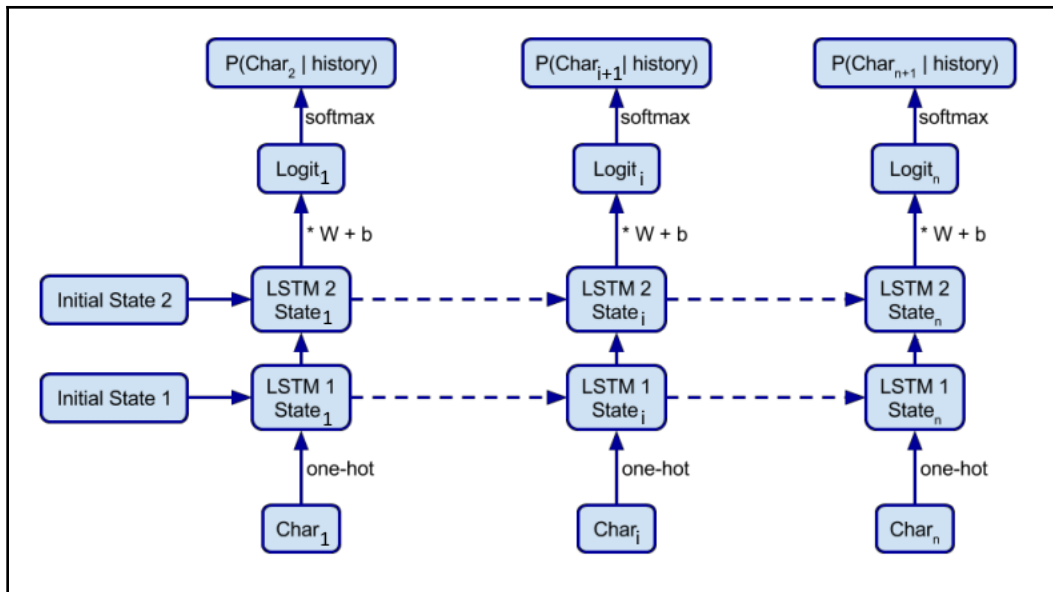 P(Char₂ | history) P(Charᵢ₊₁ | history) P(Charₙ₊₁ | history)
softmax softmax softmax
Logit₁ Logitᵢ Logitₙ
* W + b * W + b * W + b
Initial State 2
LSTM 2 LSTM 2 LSTM 2
State₁ Stateᵢ Stateₙ
Initial State 1
LSTM 1 LSTM 1 LSTM 1
State₁ Stateᵢ Stateₙ
one-hot one-hot one-hot
Char₁ Charᵢ Charₙ